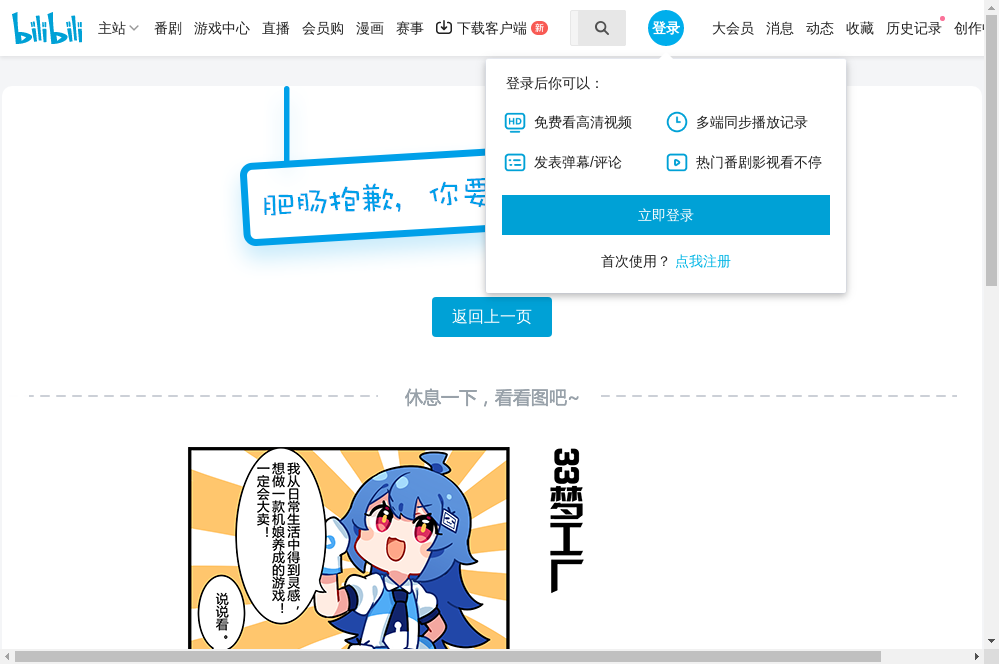 bilibili 主站 番剧 游戏中心 直播 会员购 漫画 赛事 下载客户端 新 登录 大会员 消息 动态 收藏 历史记录 创作
登录后你可以：
HD 免费看高清视频 多端同步播放记录
发表弹幕/评论 热门番剧影视看不停
立即登录
首次使用？ 点我注册
肥肠抱歉，你要
返回上一页
休息一下，看看图吧~
我从日常生活中得到灵感，
想做一款机娘养成的游戏！
一定会大卖！
说说看。
33梦工厂